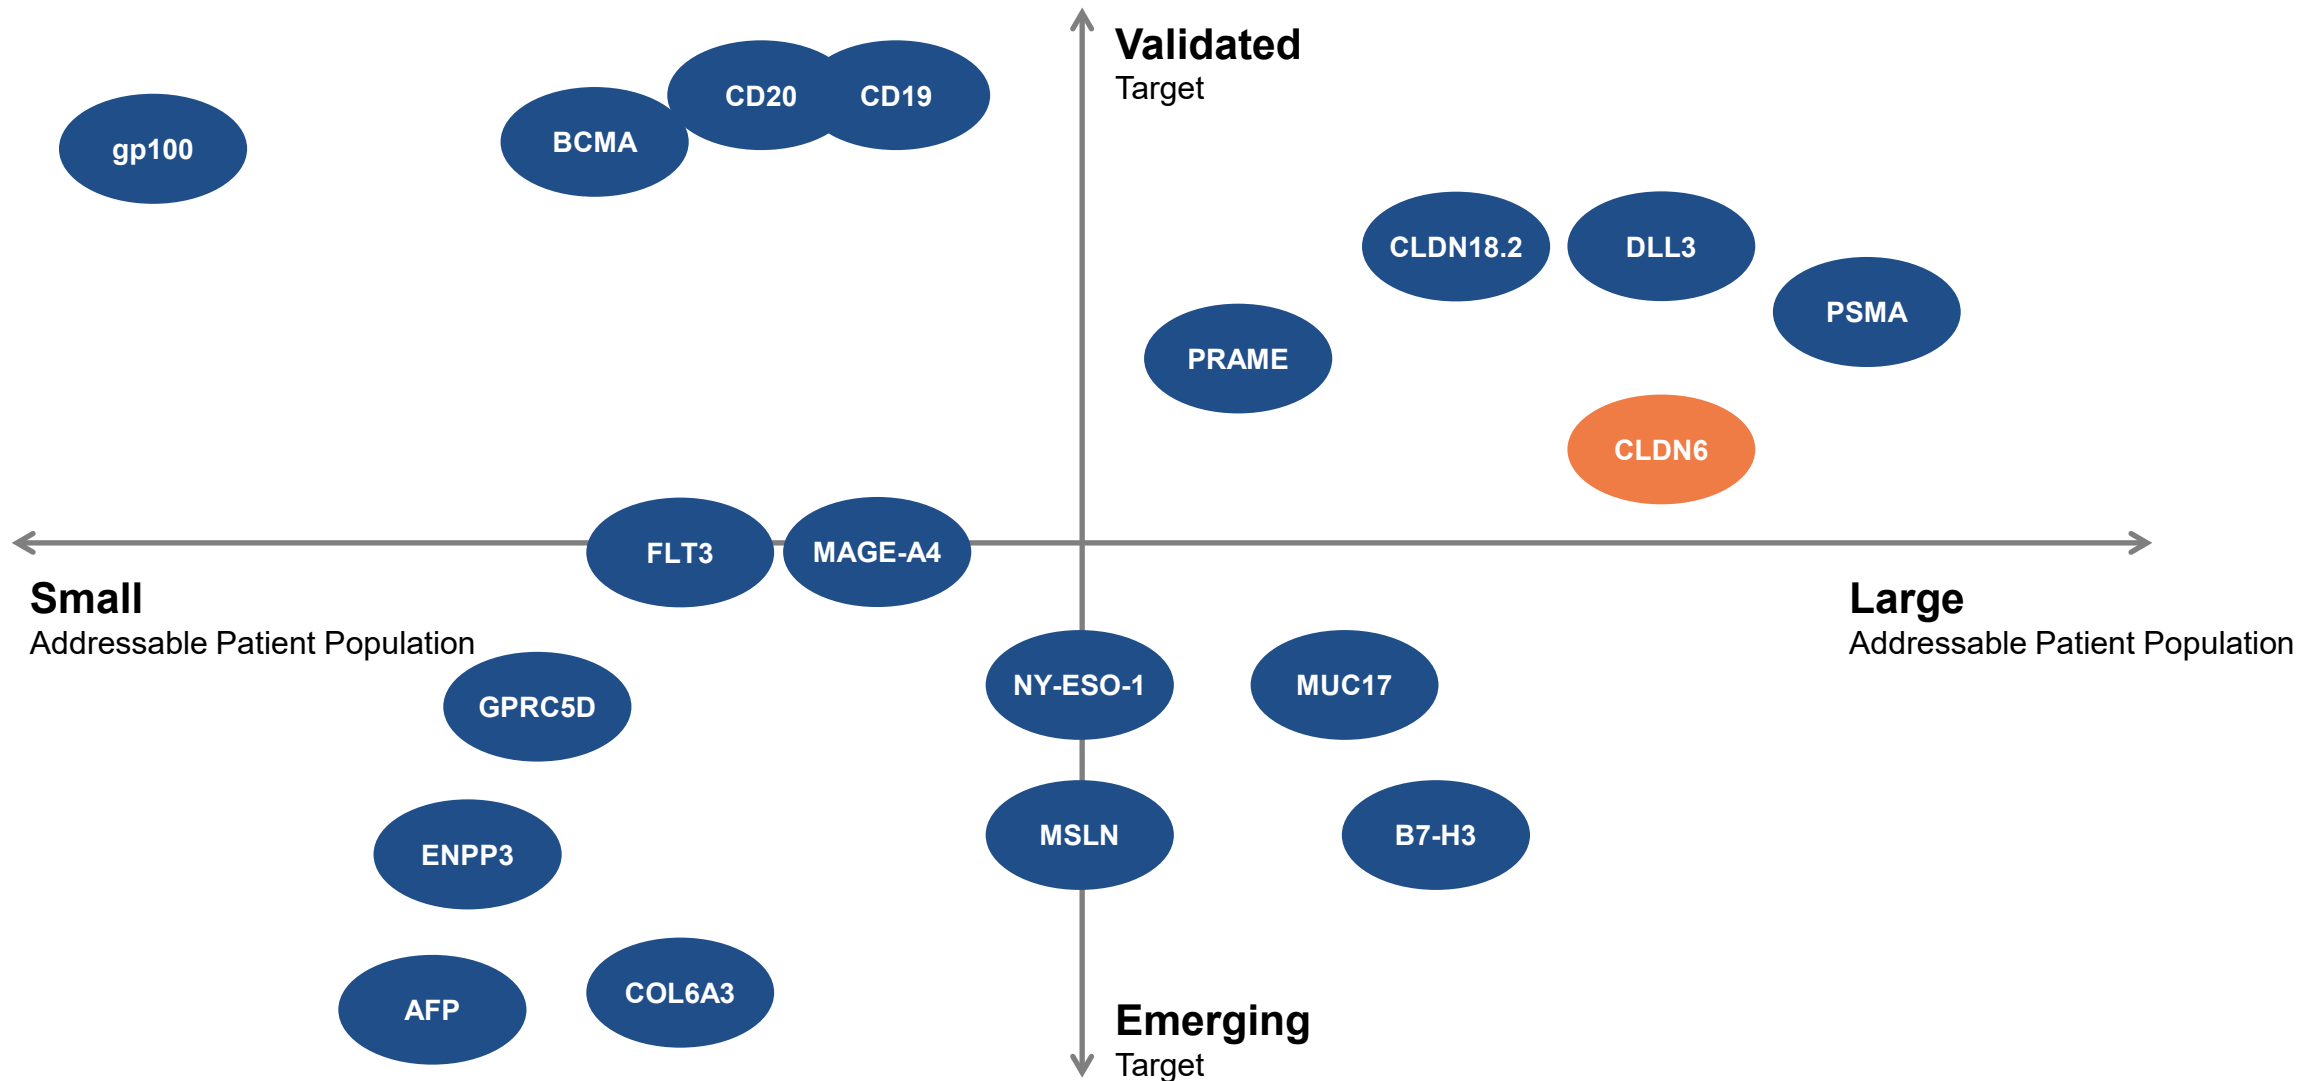 Validated
Target
CD20
CD19
BCMA
gp100
CLDN18.2
DLL3
PSMA
PRAME
CLDN6
FLT3
MAGE-A4
Small
Addressable Patient Population
Large
Addressable Patient Population
GPRC5D
NY-ESO-1
MUC17
ENPP3
MSLN
B7-H3
AFP
COL6A3
Emerging
Target